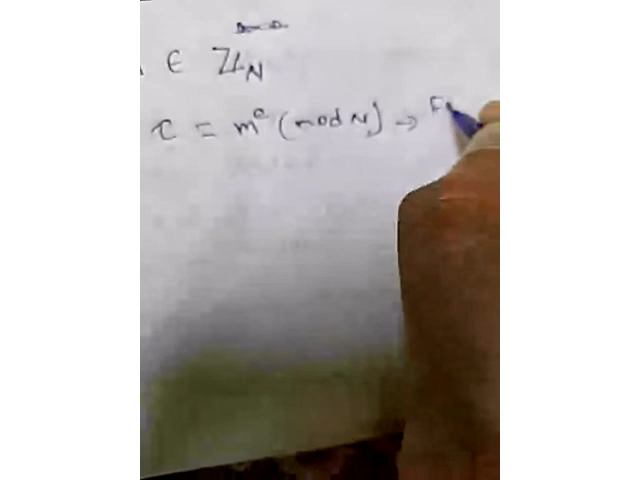 ∈ ℤ_N
c = m^e (mod N) →